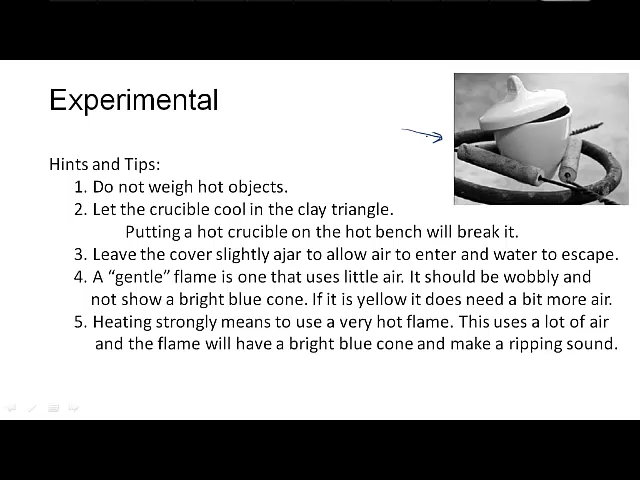 Experimental
Hints and Tips:
1. Do not weigh hot objects.
2. Let the crucible cool in the clay triangle.
Putting a hot crucible on the hot bench will break it.
3. Leave the cover slightly ajar to allow air to enter and water to escape.
4. A “gentle” flame is one that uses little air. It should be wobbly and
not show a bright blue cone. If it is yellow it does need a bit more air.
5. Heating strongly means to use a very hot flame. This uses a lot of air
and the flame will have a bright blue cone and make a ripping sound.